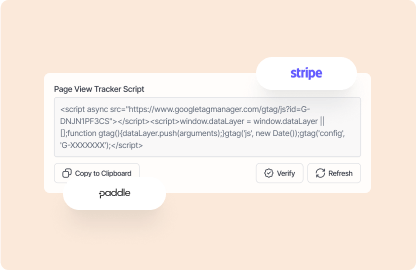 stripe
Page View Tracker Script
<script async src="https://www.googletagmanager.com/gtag/js?id=G-
DNJN1PF3CS"></script><script>window.dataLayer = window.dataLayer ||
[];function gtag(){dataLayer.push(arguments);}gtag('js', new Date());gtag('config',
'G-XXXXXXX');</script>
Copy to Clipboard
Verify
Refresh
paddle